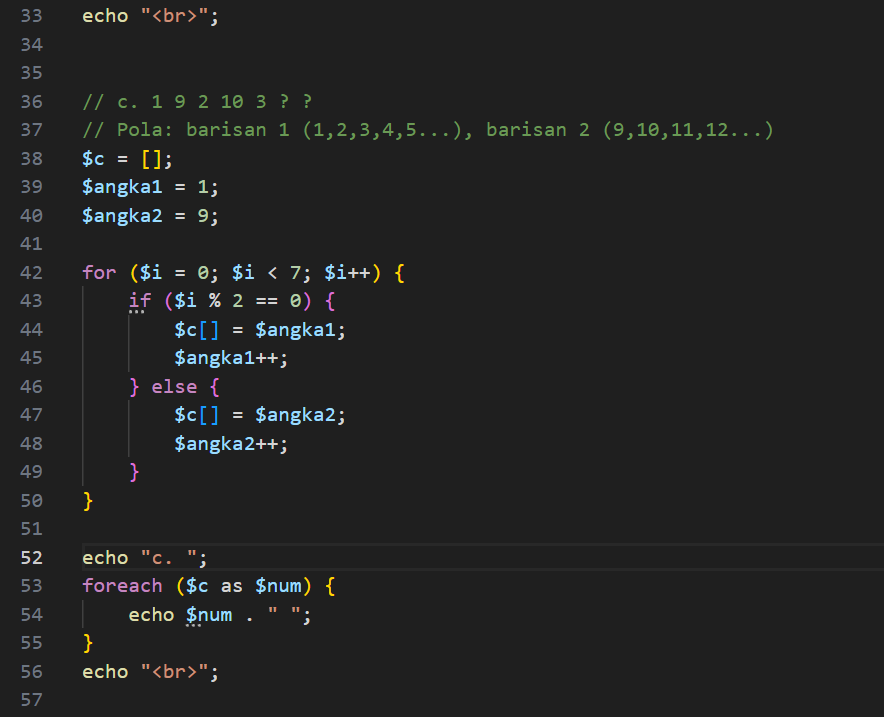 33 echo "<br>";
34
35
36 // c. 1 9 2 10 3 ? ?
37 // Pola: barisan 1 (1,2,3,4,5...), barisan 2 (9,10,11,12...)
38 $c = [];
39 $angka1 = 1;
40 $angka2 = 9;
41
42 for ($i = 0; $i < 7; $i++) {
43     if ($i % 2 == 0) {
44         $c[] = $angka1;
45         $angka1++;
46     } else {
47         $c[] = $angka2;
48         $angka2++;
49     }
50 }
51
52 echo "c. ";
53 foreach ($c as $num) {
54     echo $num . " ";
55 }
56 echo "<br>";
57